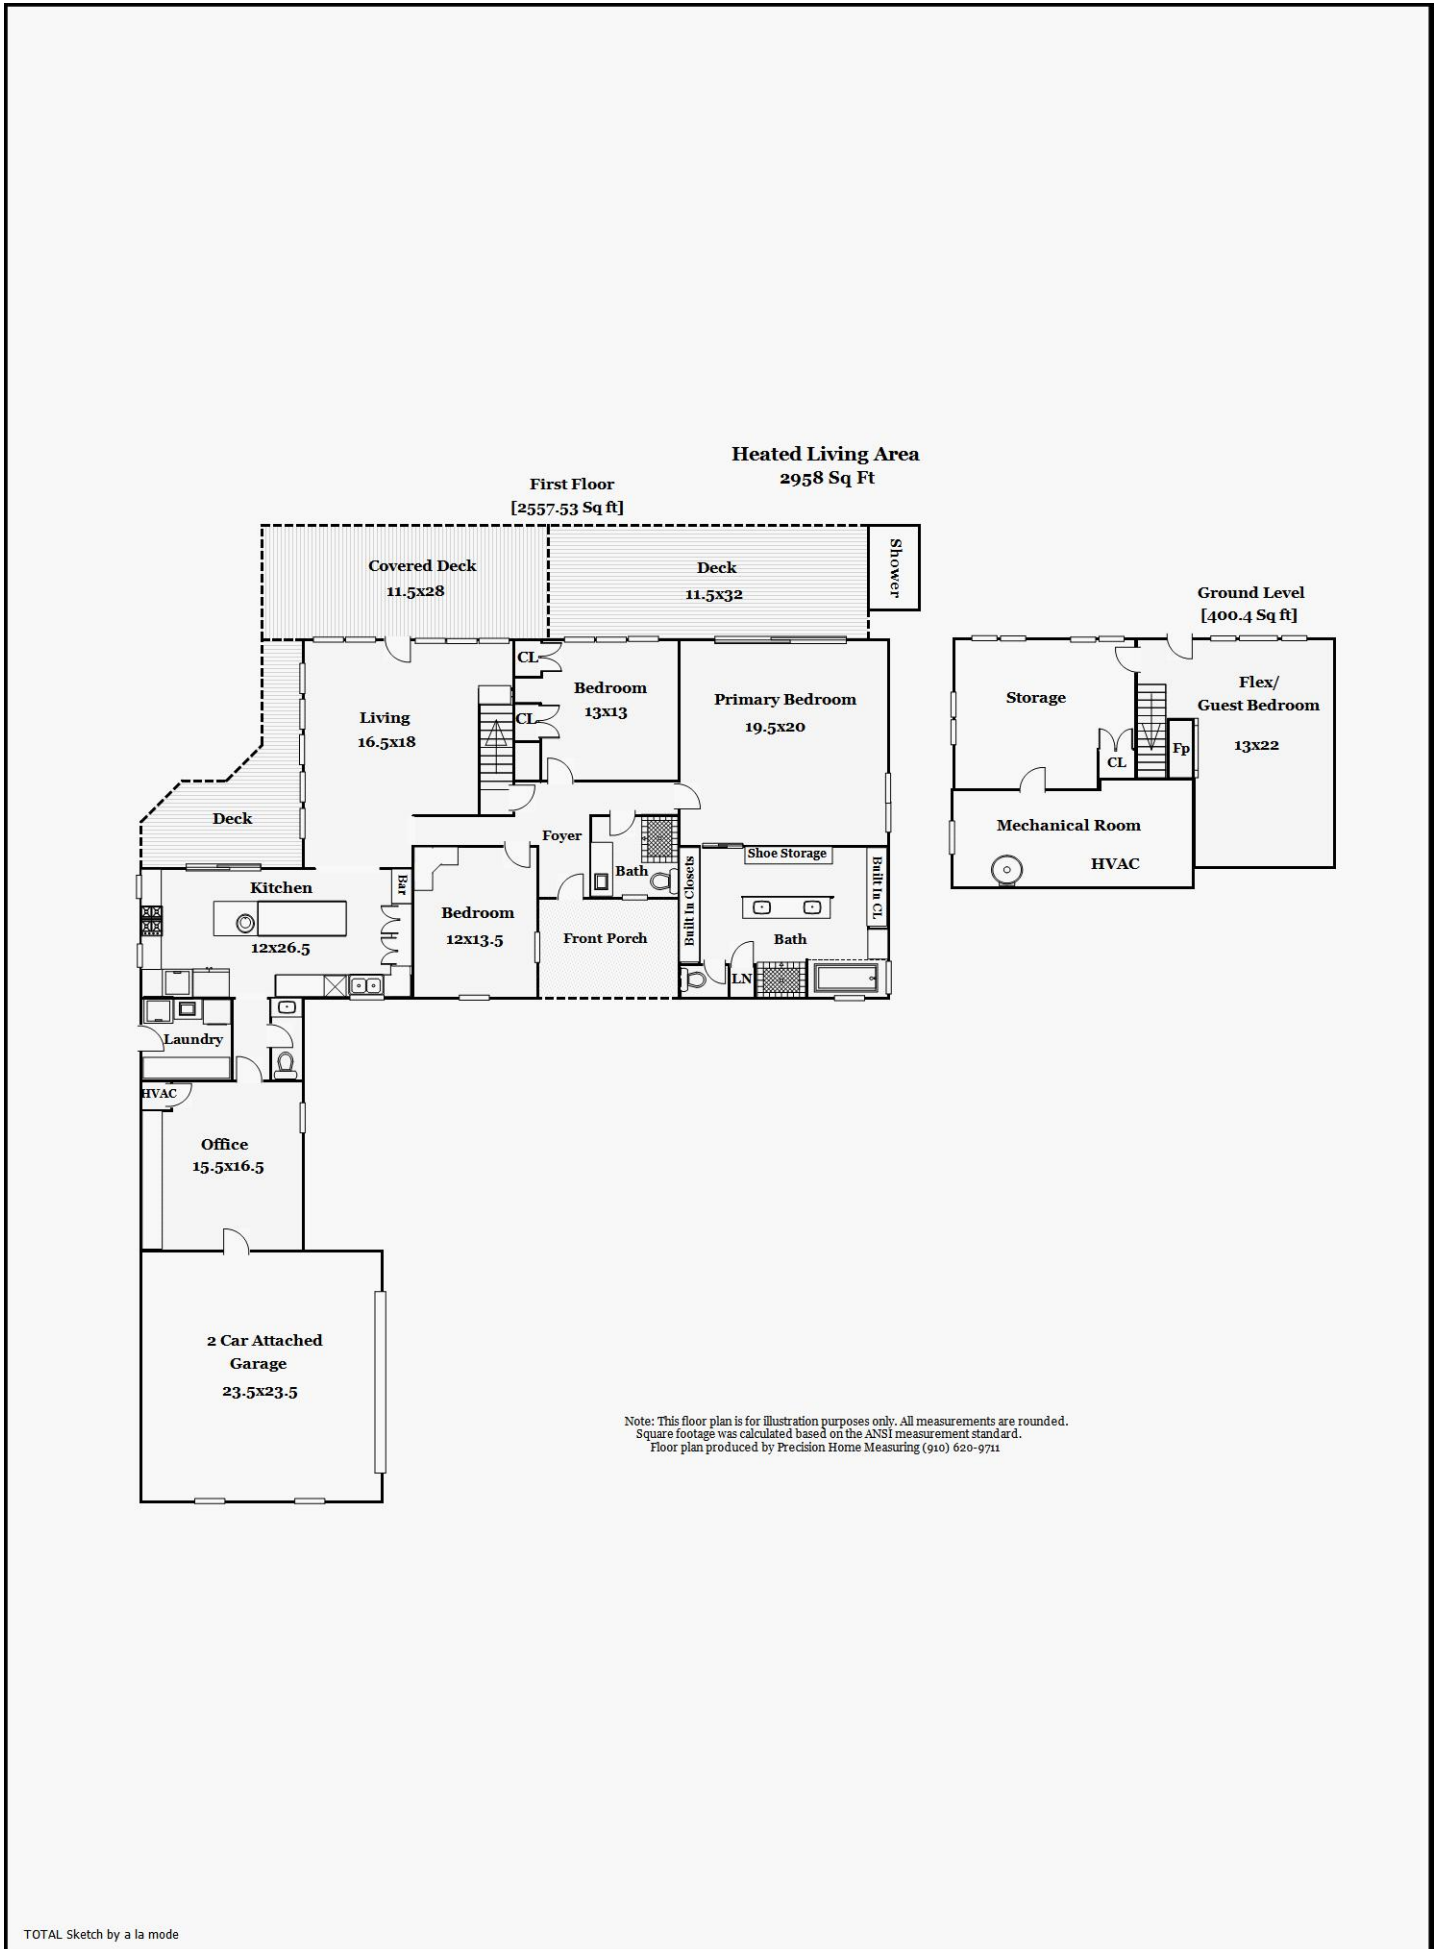 Heated Living Area
2958 Sq Ft
First Floor
[2557.53 Sq ft]
Covered Deck
11.5x28
Deck
11.5x32
Shower
Ground Level
[400.4 Sq ft]
CL
Bedroom
13x13
CL
Living
16.5x18
Primary Bedroom
19.5x20
Storage
Flex/
Guest Bedroom
13x22
Fp
CL
Mechanical Room
HVAC
Deck
Foyer
Bath
Shoe Storage
Built In Closets
Built In CL
Kitchen
12x26.5
Bar
Bedroom
12x13.5
Front Porch
Bath
LN
Laundry
HVAC
Office
15.5x16.5
2 Car Attached
Garage
23.5x23.5
Note: This floor plan is for illustration purposes only. All measurements are rounded.
Square footage was calculated based on the ANSI measurement standard.
Floor plan produced by Precision Home Measuring (910) 620-9711
TOTAL Sketch by a la mode